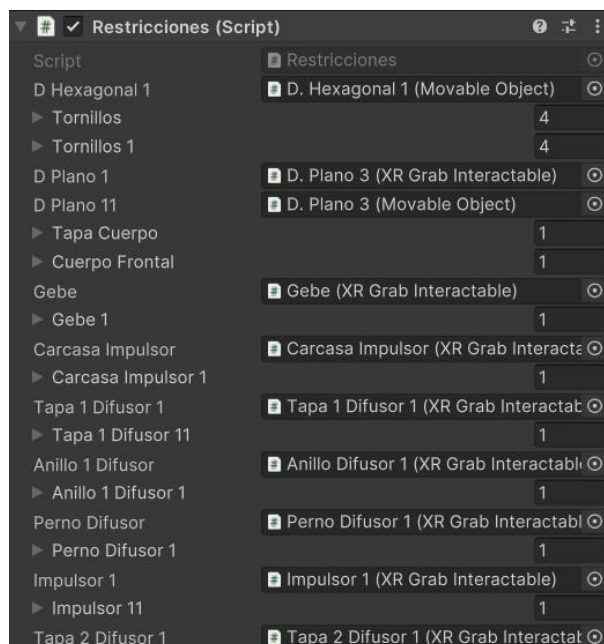 Restricciones (Script)
Script Restricciones
D Hexagonal 1 D. Hexagonal 1 (Movable Object)
Tornillos 4
Tornillos 1 4
D Plano 1 D. Plano 3 (XR Grab Interactable)
D Plano 11 D. Plano 3 (Movable Object)
Tapa Cuerpo 1
Cuerpo Frontal 1
Gebe Gebe (XR Grab Interactable)
Gebe 1 1
Carcasa Impulsor Carcasa Impulsor (XR Grab Interacta
Carcasa Impulsor 1 1
Tapa 1 Difusor 1 Tapa 1 Difusor 1 (XR Grab Interactab
Tapa 1 Difusor 11 1
Anillo 1 Difusor Anillo Difusor 1 (XR Grab Interactabl
Anillo 1 Difusor 1 1
Perno Difusor Perno Difusor 1 (XR Grab Interactabl
Perno Difusor 1 1
Impulsor 1 Impulsor 1 (XR Grab Interactable)
Impulsor 11 1
Tapa 2 Difusor 1 Tapa 2 Difusor 1 (XR Grab Interactab